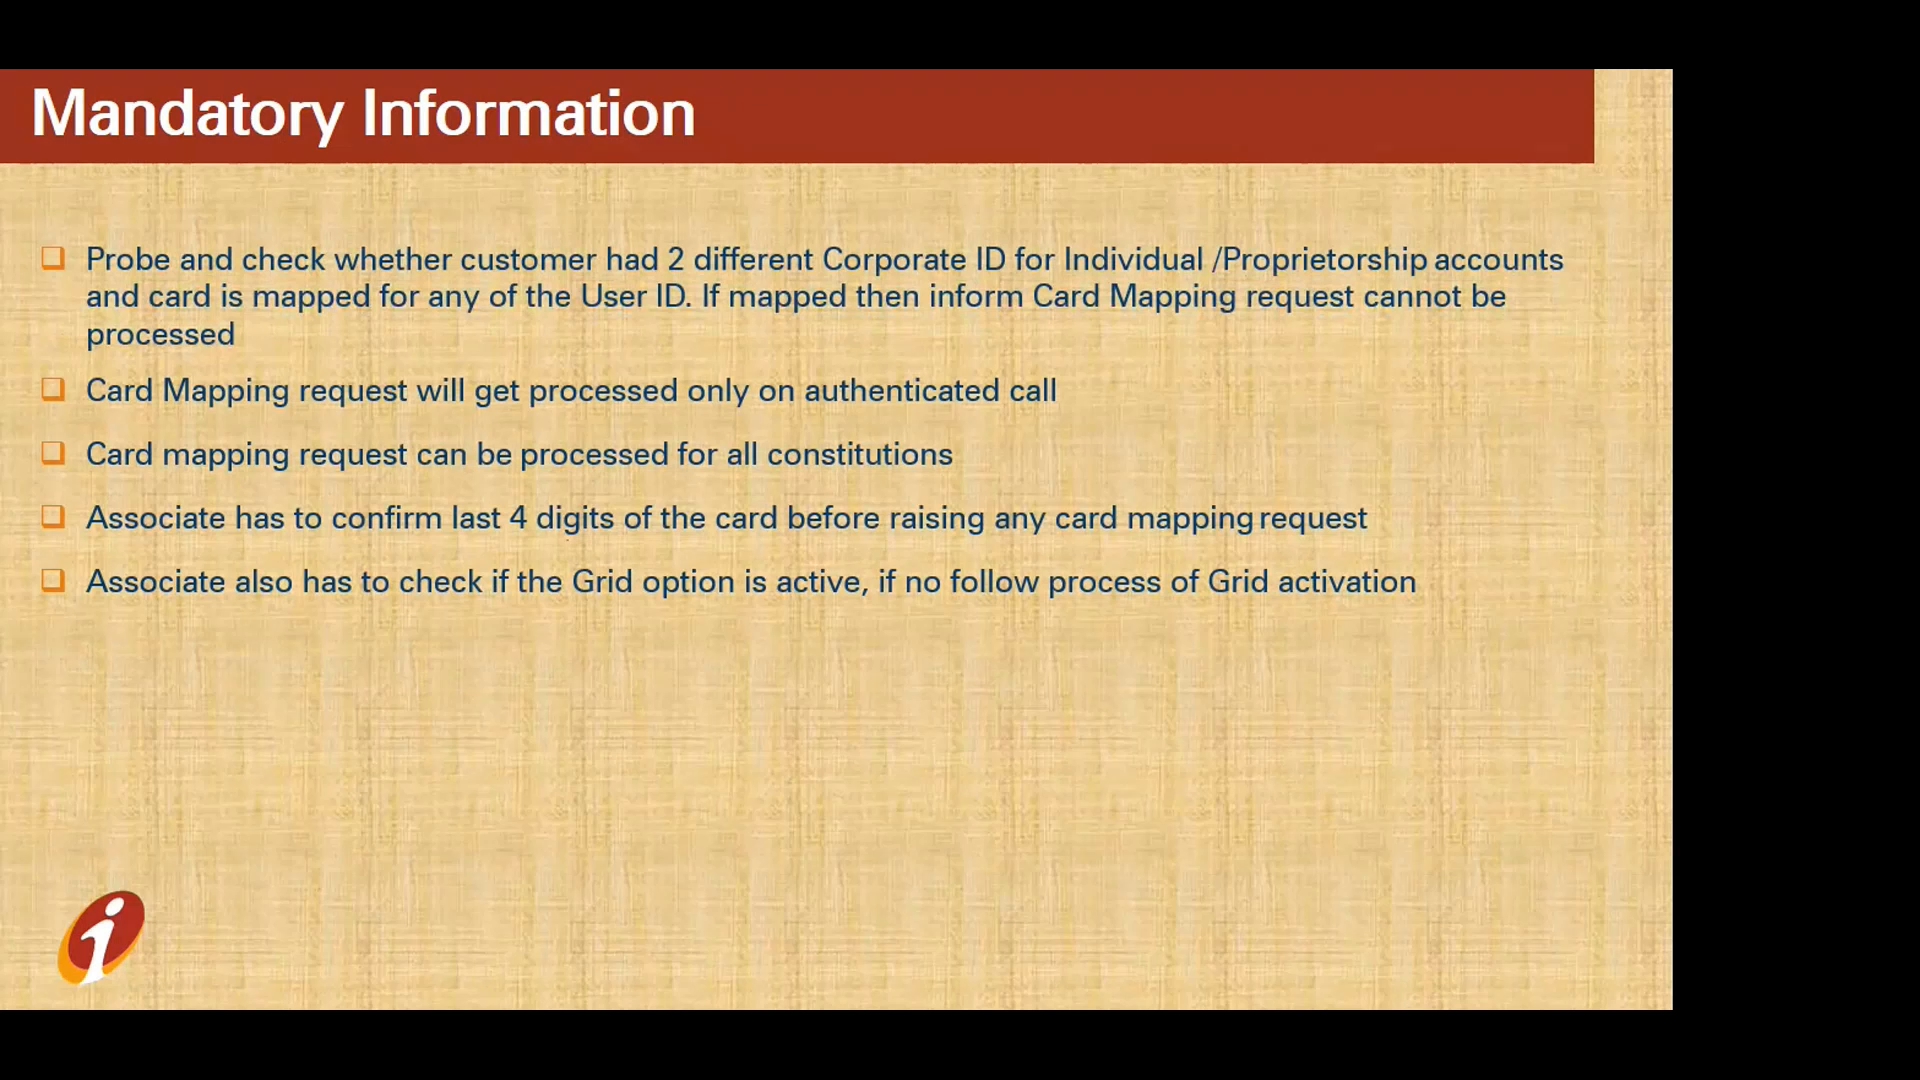 Mandatory Information
Probe and check whether customer had 2 different Corporate ID for Individual /Proprietorship accounts
and card is mapped for any of the User ID. If mapped then inform Card Mapping request cannot be
processed
Card Mapping request will get processed only on authenticated call
Card mapping request can be processed for all constitutions
Associate has to confirm last 4 digits of the card before raising any card mapping request
Associate also has to check if the Grid option is active, if no follow process of Grid activation